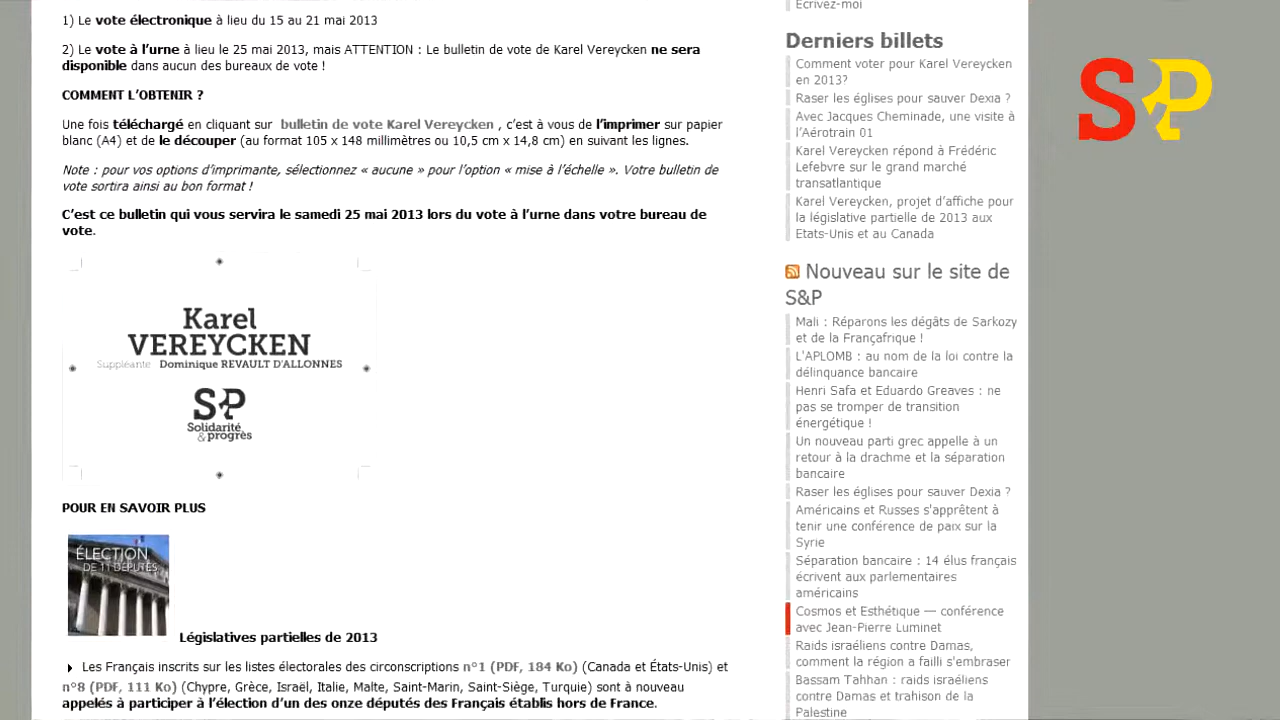 1) Le vote électronique à lieu du 15 au 21 mai 2013
2) Le vote à l’urne à lieu le 25 mai 2013, mais ATTENTION : Le bulletin de vote de Karel Vereycken ne sera
disponible dans aucun des bureaux de vote !
COMMENT L’OBTENIR ?
Une fois téléchargé en cliquant sur bulletin de vote Karel Vereycken , c’est à vous de l’imprimer sur papier
blanc (A4) et de le découper (au format 105 x 148 millimètres ou 10,5 cm x 14,8 cm) en suivant les lignes.
Note : pour vos options d’imprimante, sélectionnez « aucune » pour l’option « mise à l’échelle ». Votre bulletin de
vote sortira ainsi au bon format !
C’est ce bulletin qui vous servira le samedi 25 mai 2013 lors du vote à l’urne dans votre bureau de
vote.
Karel
VEREYCKEN
Suppléante Dominique REVAULT D’ALLONNES
SP
Solidarité
& progrès
POUR EN SAVOIR PLUS
ÉLECTION
DE 11 DÉPUTÉS
Législatives partielles de 2013
Les Français inscrits sur les listes électorales des circonscriptions n°1 (PDF, 184 Ko) (Canada et États-Unis) et
n°8 (PDF, 111 Ko) (Chypre, Grèce, Israël, Italie, Malte, Saint-Marin, Saint-Siège, Turquie) sont à nouveau
appelés à participer à l’élection d’un des onze députés des Français établis hors de France.
Ecrivez-moi
Derniers billets
Comment voter pour Karel Vereycken
en 2013?
Raser les églises pour sauver Dexia ?
Avec Jacques Cheminade, une visite à
l’Aérotrain 01
Karel Vereycken répond à Frédéric
Lefebvre sur le grand marché
transatlantique
Karel Vereycken, projet d’affiche pour
la législative partielle de 2013 aux
Etats-Unis et au Canada
Nouveau sur le site de
S&P
Mali : Réparons les dégâts de Sarkozy
et de la Françafrique !
L'APLOMB : au nom de la loi contre la
délinquance bancaire
Henri Safa et Eduardo Greaves : ne
pas se tromper de transition
énergétique !
Un nouveau parti grec appelle à un
retour à la drachme et la séparation
bancaire
Raser les églises pour sauver Dexia ?
Américains et Russes s'apprêtent à
tenir une conférence de paix sur la
Syrie
Séparation bancaire : 14 élus français
écrivent aux parlementaires
américains
Cosmos et Esthétique — conférence
avec Jean-Pierre Luminet
Raids israéliens contre Damas,
comment la région a failli s'embraser
Bassam Tahhan : raids israéliens
contre Damas et trahison de la
Palestine
SP